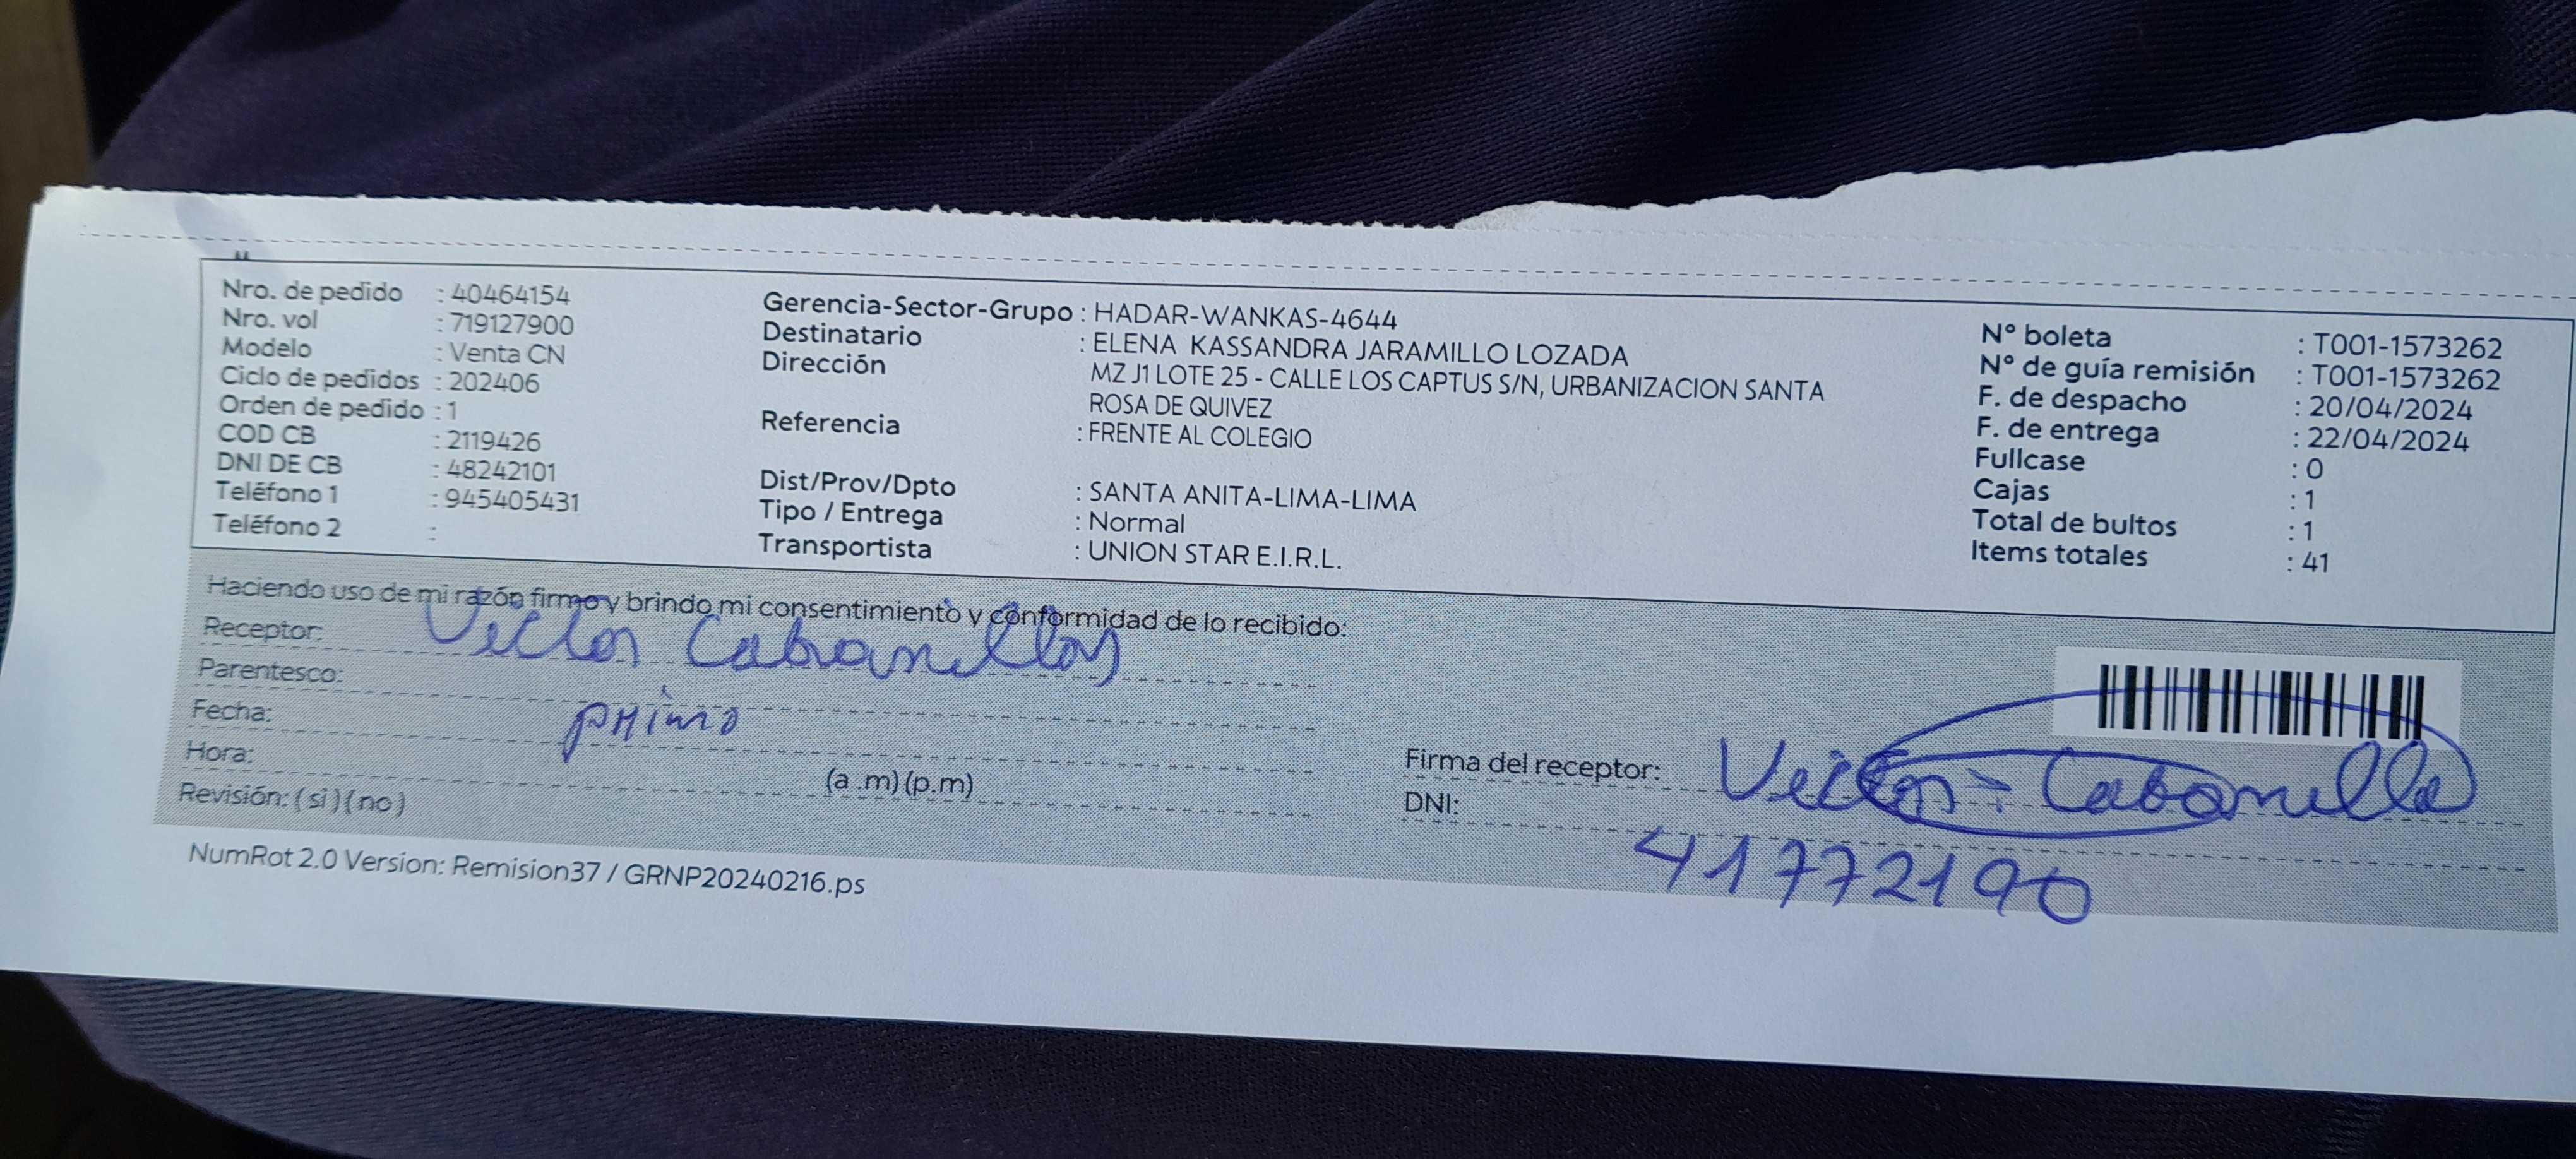 Nro. de pedido : 40464154
Nro. vol : 719127900
Modelo : Venta CN
Ciclo de pedidos : 202406
Orden de pedido : 1
COD CB : 2119426
DNI DE CB : 48242101
Teléfono 1 : 945405431
Teléfono 2 :
Gerencia-Sector-Grupo : HADAR-WANKAS-4644
Destinatario : ELENA KASSANDRA JARAMILLO LOZADA
Dirección MZ J1 LOTE 25 - CALLE LOS CAPTUS S/N, URBANIZACION SANTA
ROSA DE QUIVEZ
Referencia : FRENTE AL COLEGIO
Dist/Prov/Dpto : SANTA ANITA-LIMA-LIMA
Tipo / Entrega : Normal
Transportista : UNION STAR E.I.R.L.
N° boleta : T001-1573262
N° de guía remisión : T001-1573262
F. de despacho : 20/04/2024
F. de entrega : 22/04/2024
Fullcase : 0
Cajas : 1
Total de bultos : 1
Items totales : 41
Haciendo uso de mi razón firmo y brindo mi consentimiento y conformidad de lo recibido:
Receptor: Victor Cabanillas
Parentesco: primo
Fecha:
Hora: (a .m) (p.m)
Revisión: ( si ) ( no )
Firma del receptor: Victor Cabanilla
DNI: 41772190
NumRot 2.0 Version: Remision37 / GRNP20240216.ps